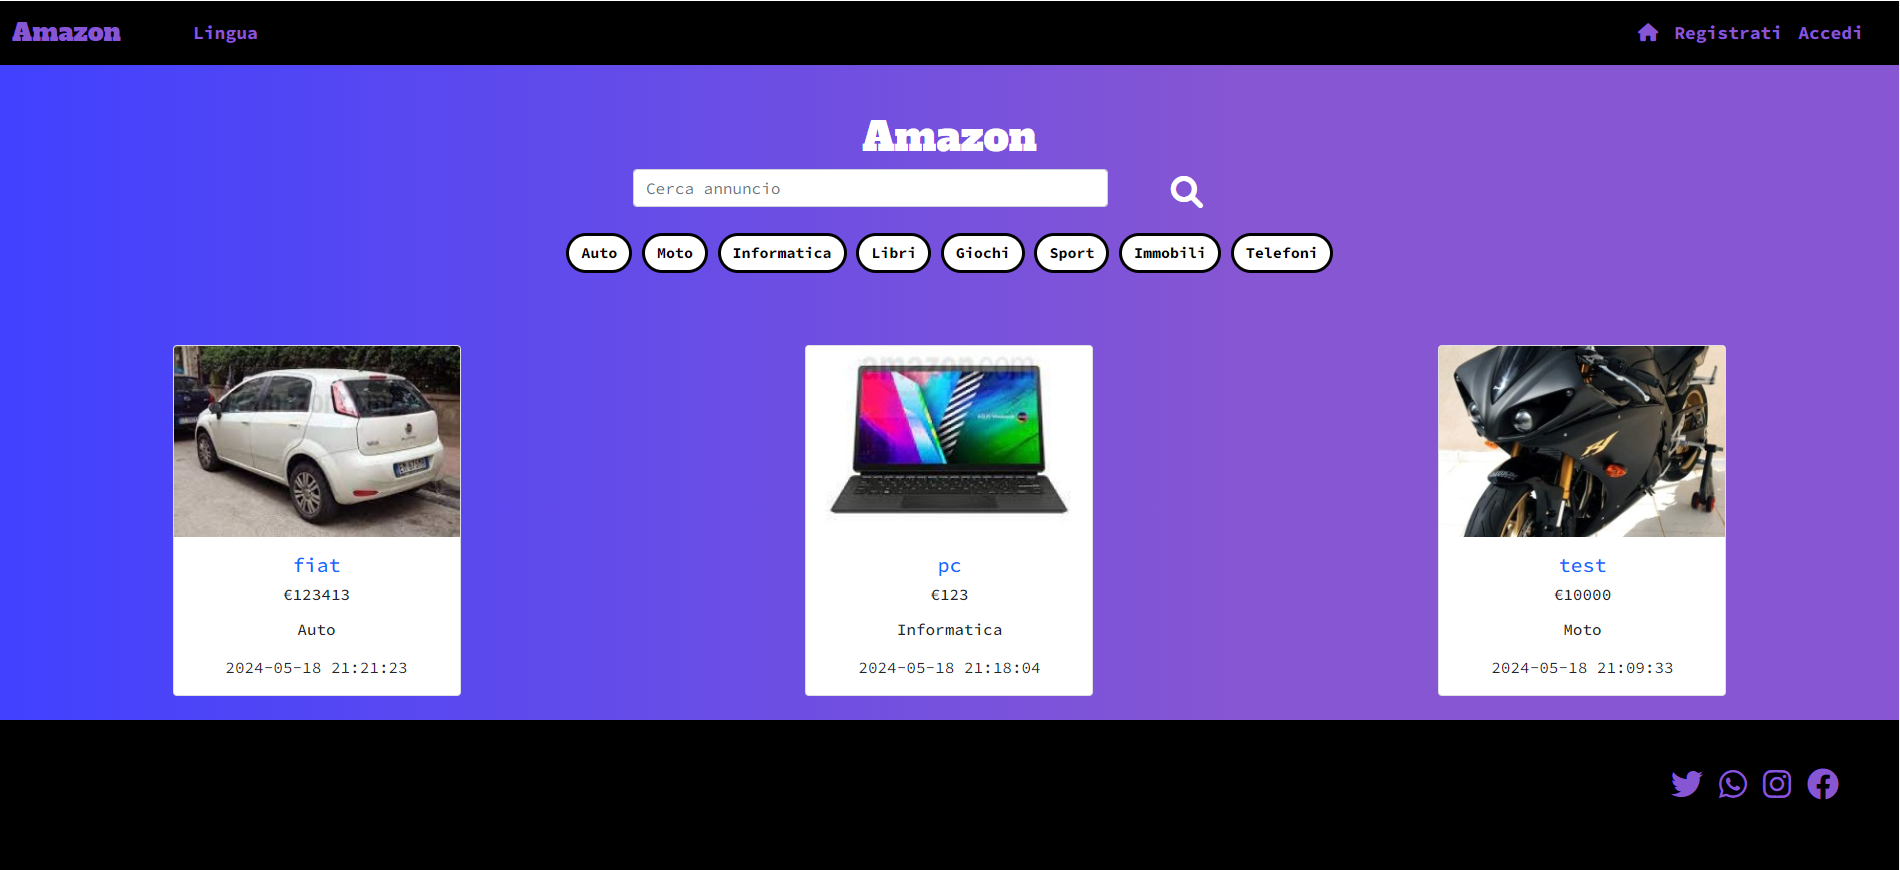 Amazon Lingua Registrati Accedi
Amazon
Cerca annuncio
Auto Moto Informatica Libri Giochi Sport Immobili Telefoni
amazon.com
fiat
€123413
Auto
2024-05-18 21:21:23
pc
€123
Informatica
2024-05-18 21:18:04
test
€10000
Moto
2024-05-18 21:09:33